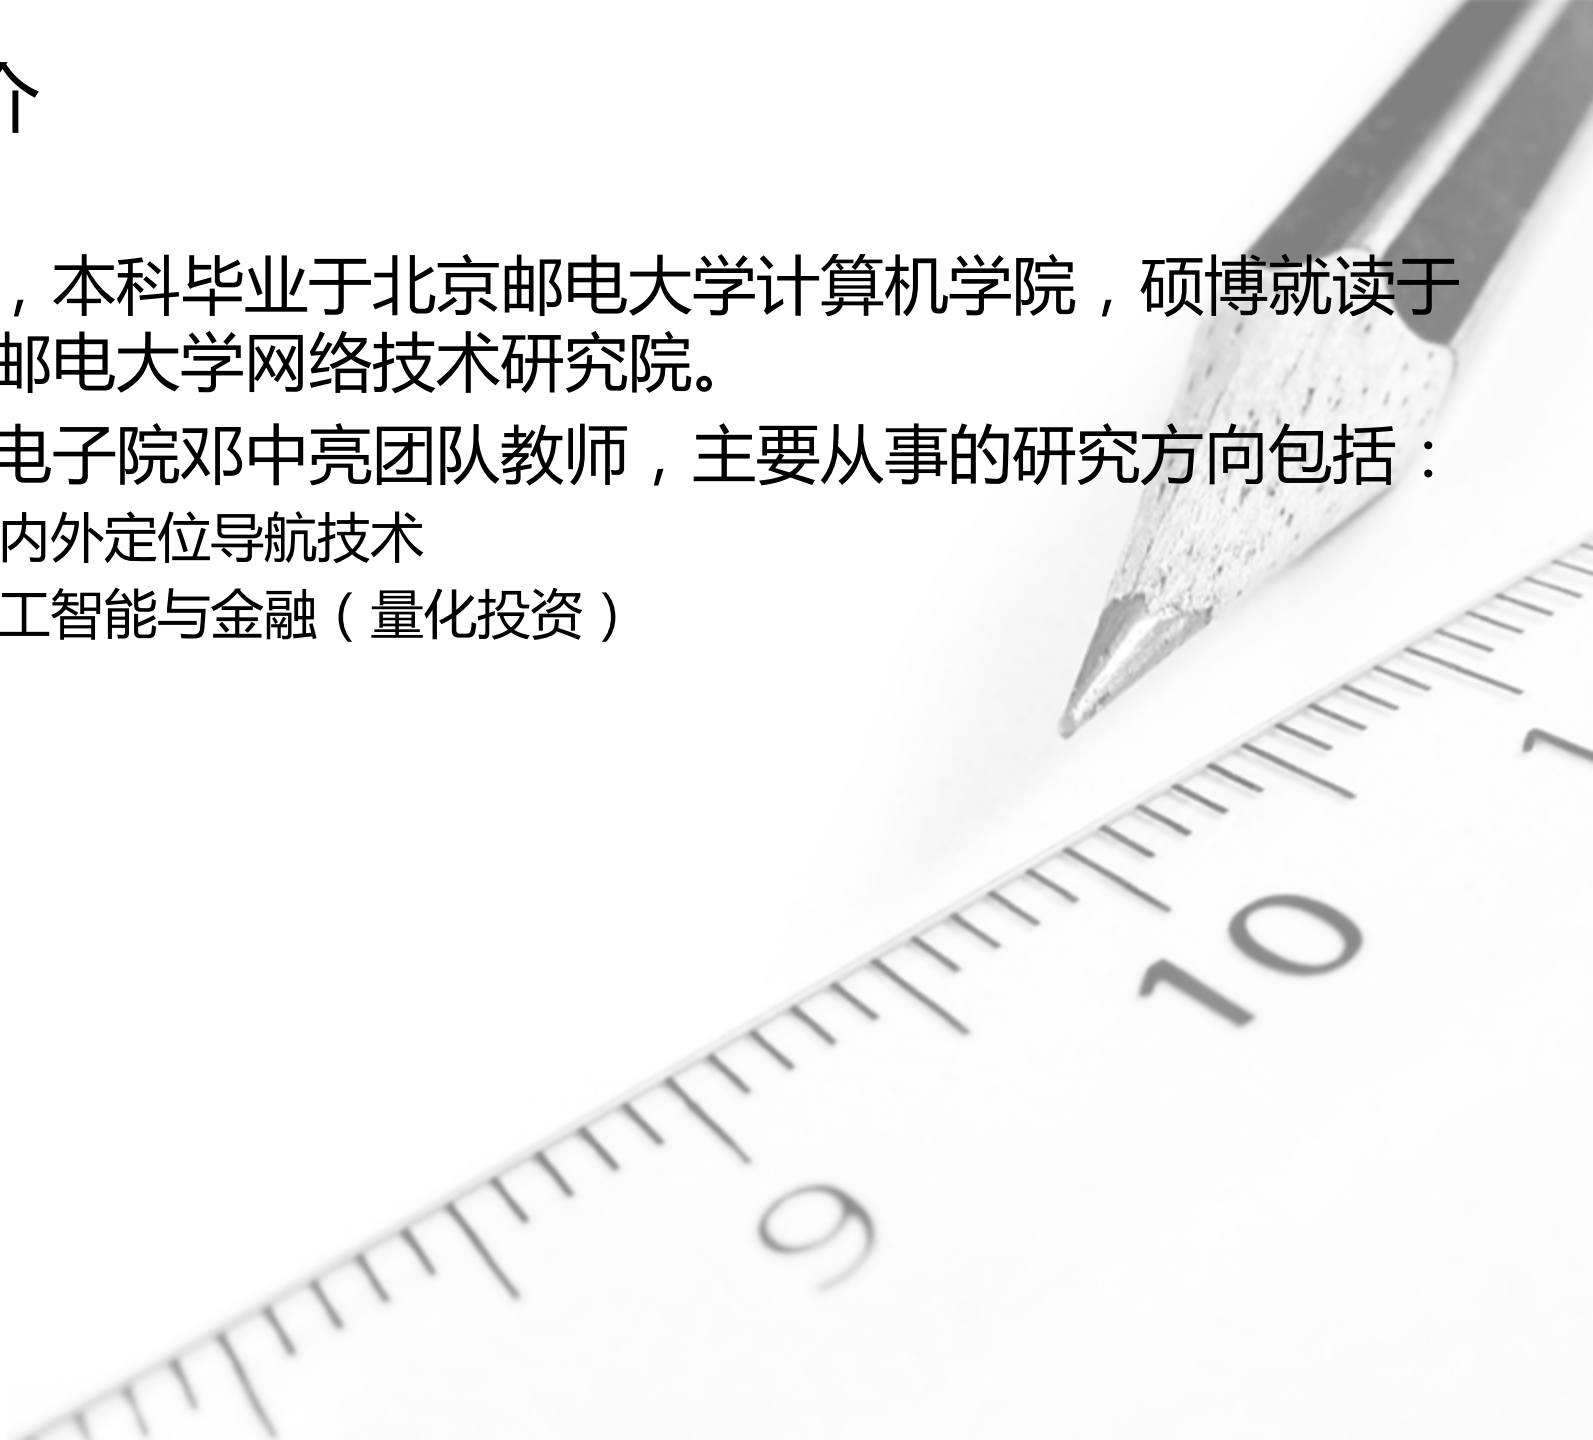 介
，本科毕业于北京邮电大学计算机学院，硕博就读于
邮电大学网络技术研究院。
电子院邓中亮团队教师，主要从事的研究方向包括：
内外定位导航技术
工智能与金融（量化投资）
10
9